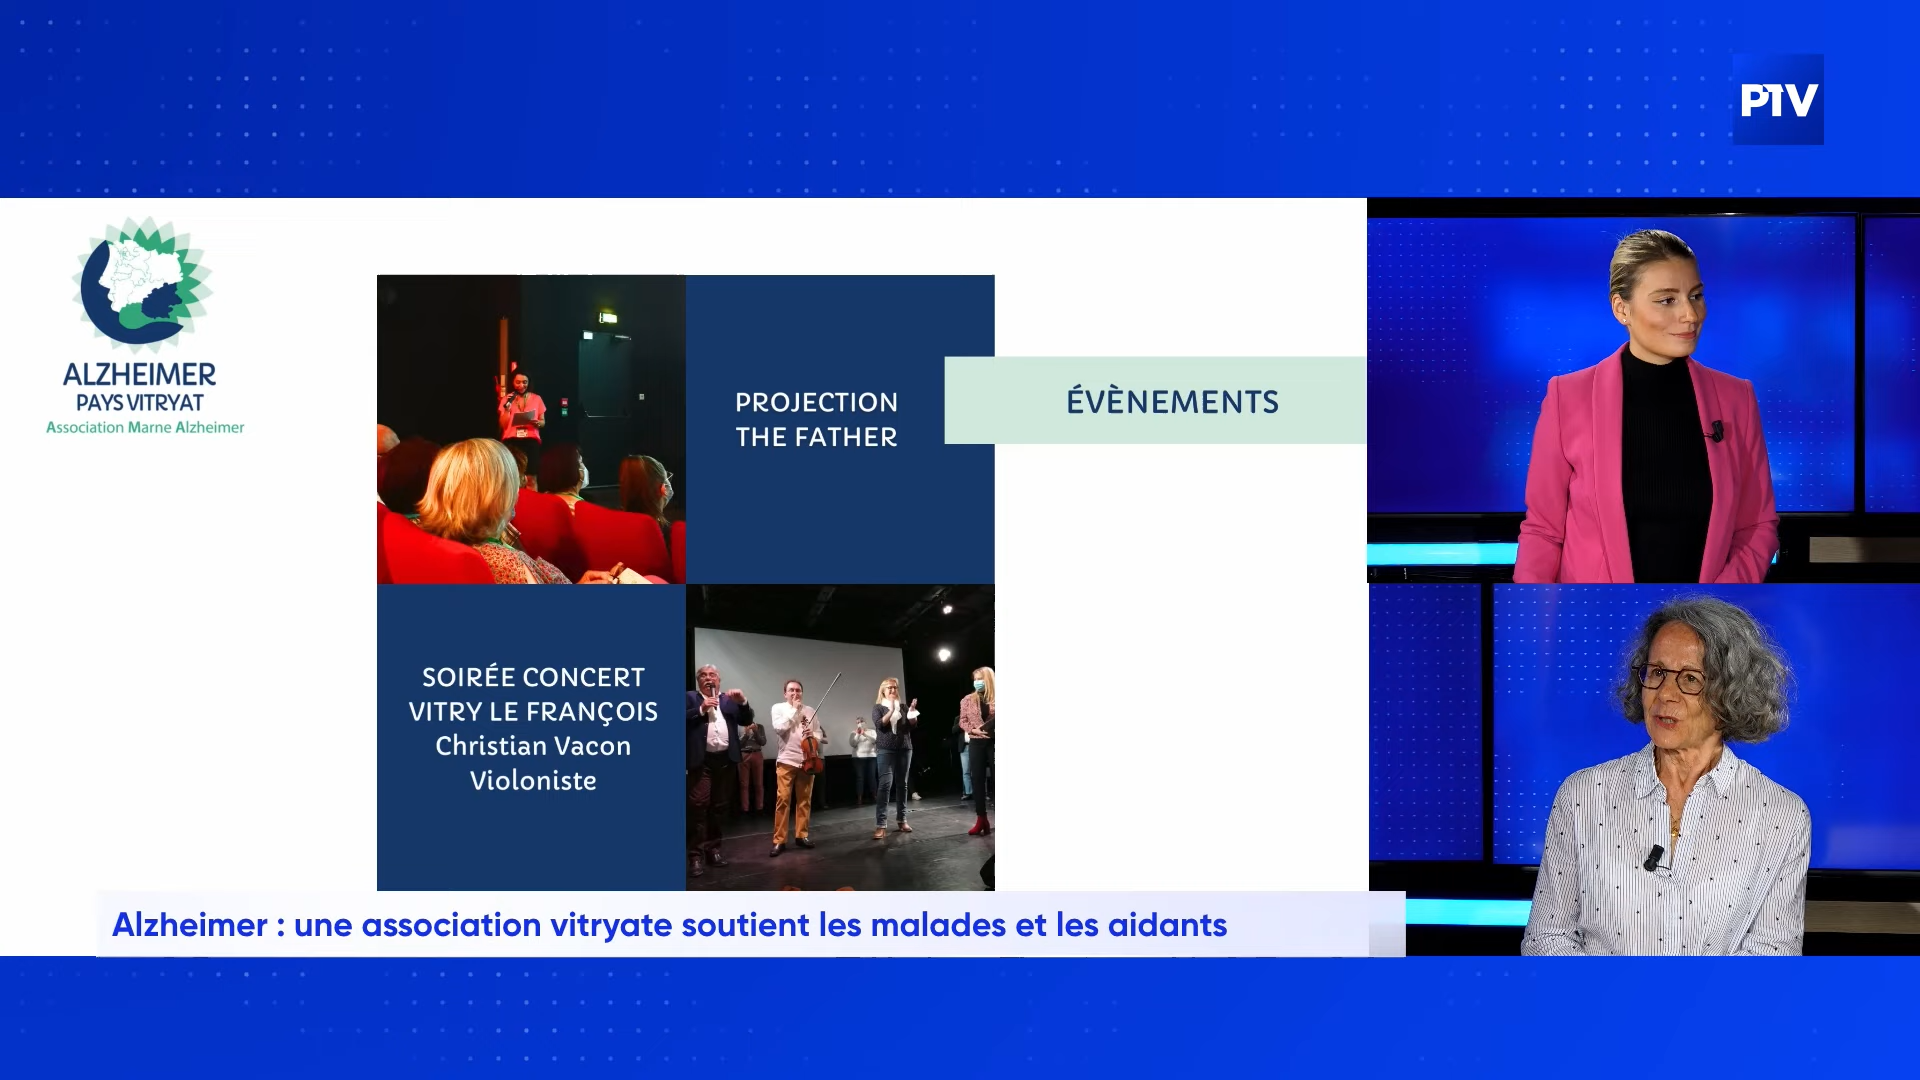 PTV
ALZHEIMER
PAYS VITRYAT
Association Marne Alzheimer
PROJECTION
THE FATHER
ÉVÈNEMENTS
SOIRÉE CONCERT
VITRY LE FRANÇOIS
Christian Vacon
Violoniste
Alzheimer : une association vitryate soutient les malades et les aidants